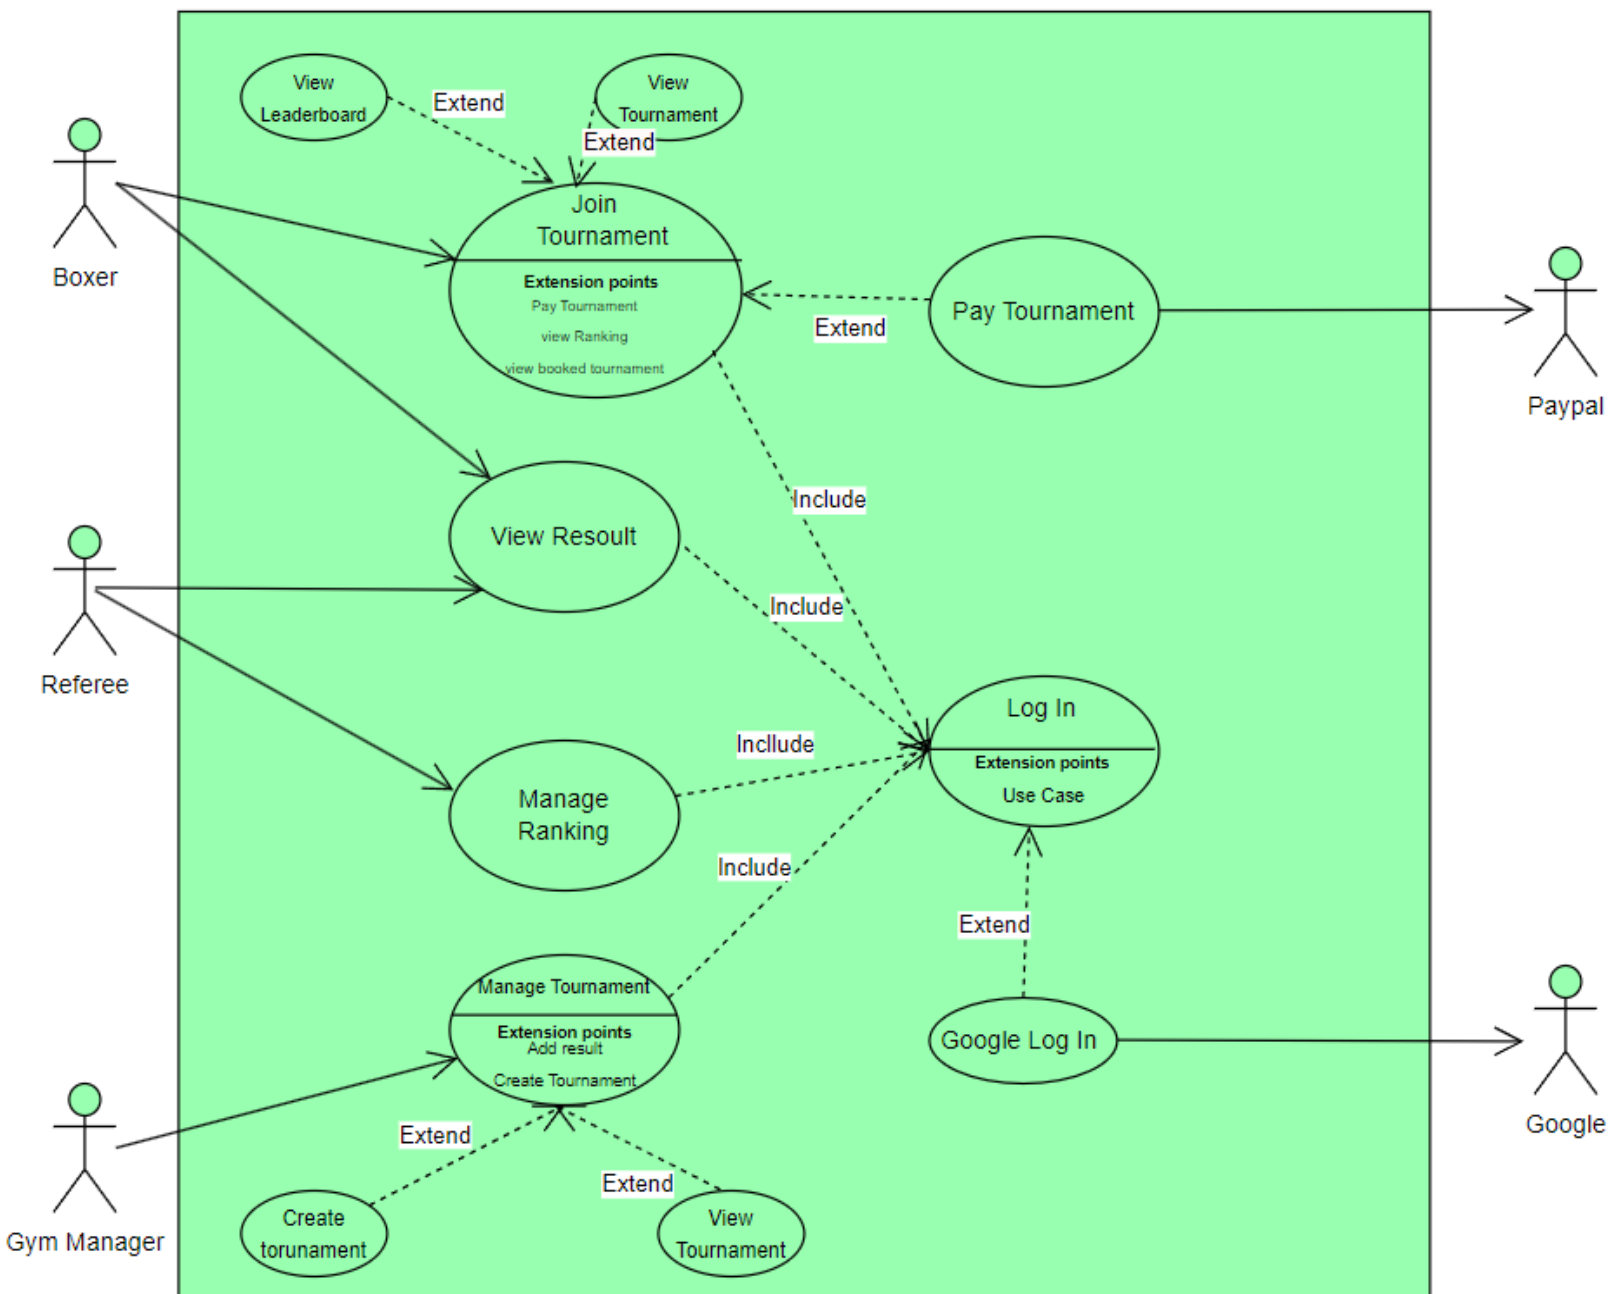 View
Leaderboard
Extend
View
Tournament
Extend
Boxer
Join
Tournament
Extension points
Pay Tournament
view Ranking
view booked tournament
Extend
Pay Tournament
Paypal
Include
View Resoult
Include
Referee
Log In
Extension points
Use Case
Incllude
Manage
Ranking
Include
Extend
Manage Tournament
Extension points
Add result
Create Tournament
Google Log In
Google
Extend
Gym Manager
Extend
Create
torunament
View
Tournament